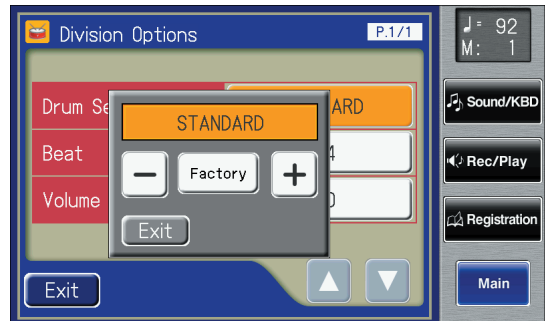 Division Options
P.1/1
♩= 92
M: 1
Drum Se
ARD
STANDARD
Beat
4
− Factory +
Volume
0
Exit
Exit
Sound/KBD
Rec/Play
Registration
Main